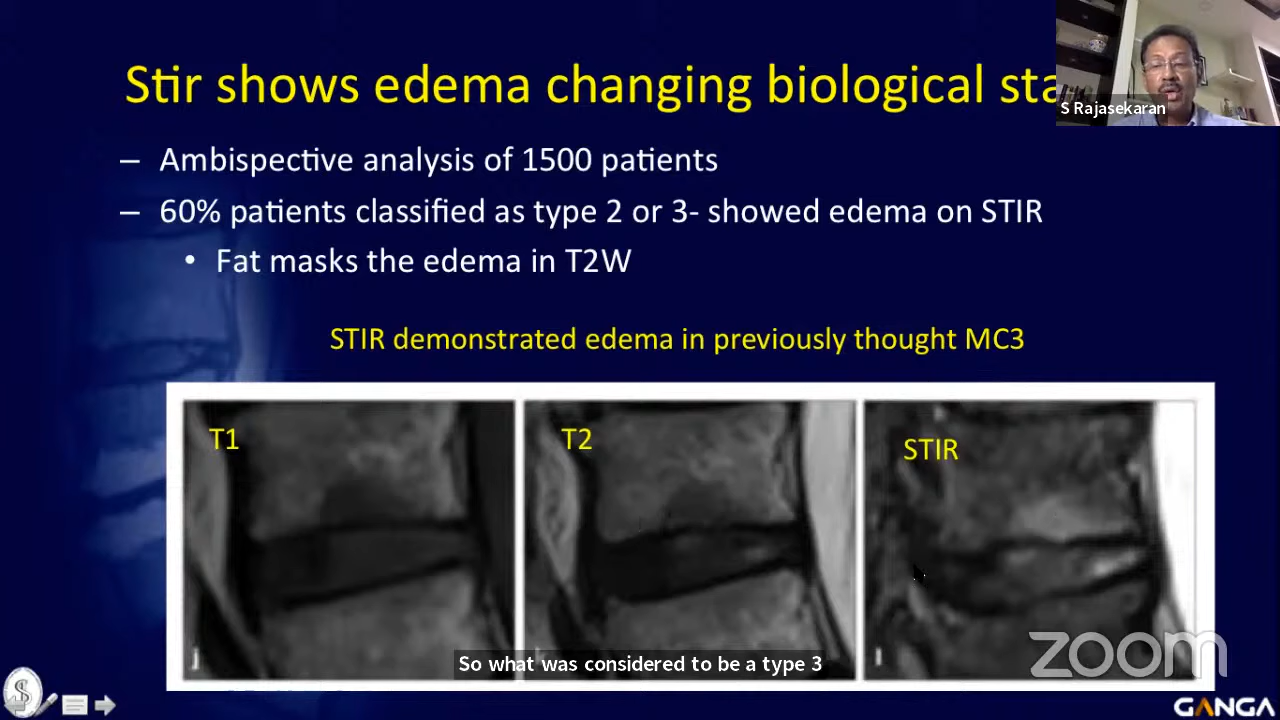 Stir shows edema changing biological sta
S Rajasekaran
– Ambispective analysis of 1500 patients
– 60% patients classified as type 2 or 3- showed edema on STIR
• Fat masks the edema in T2W
STIR demonstrated edema in previously thought MC3
T1
T2
STIR
j
l
So what was considered to be a type 3
zoom
$
GANGA